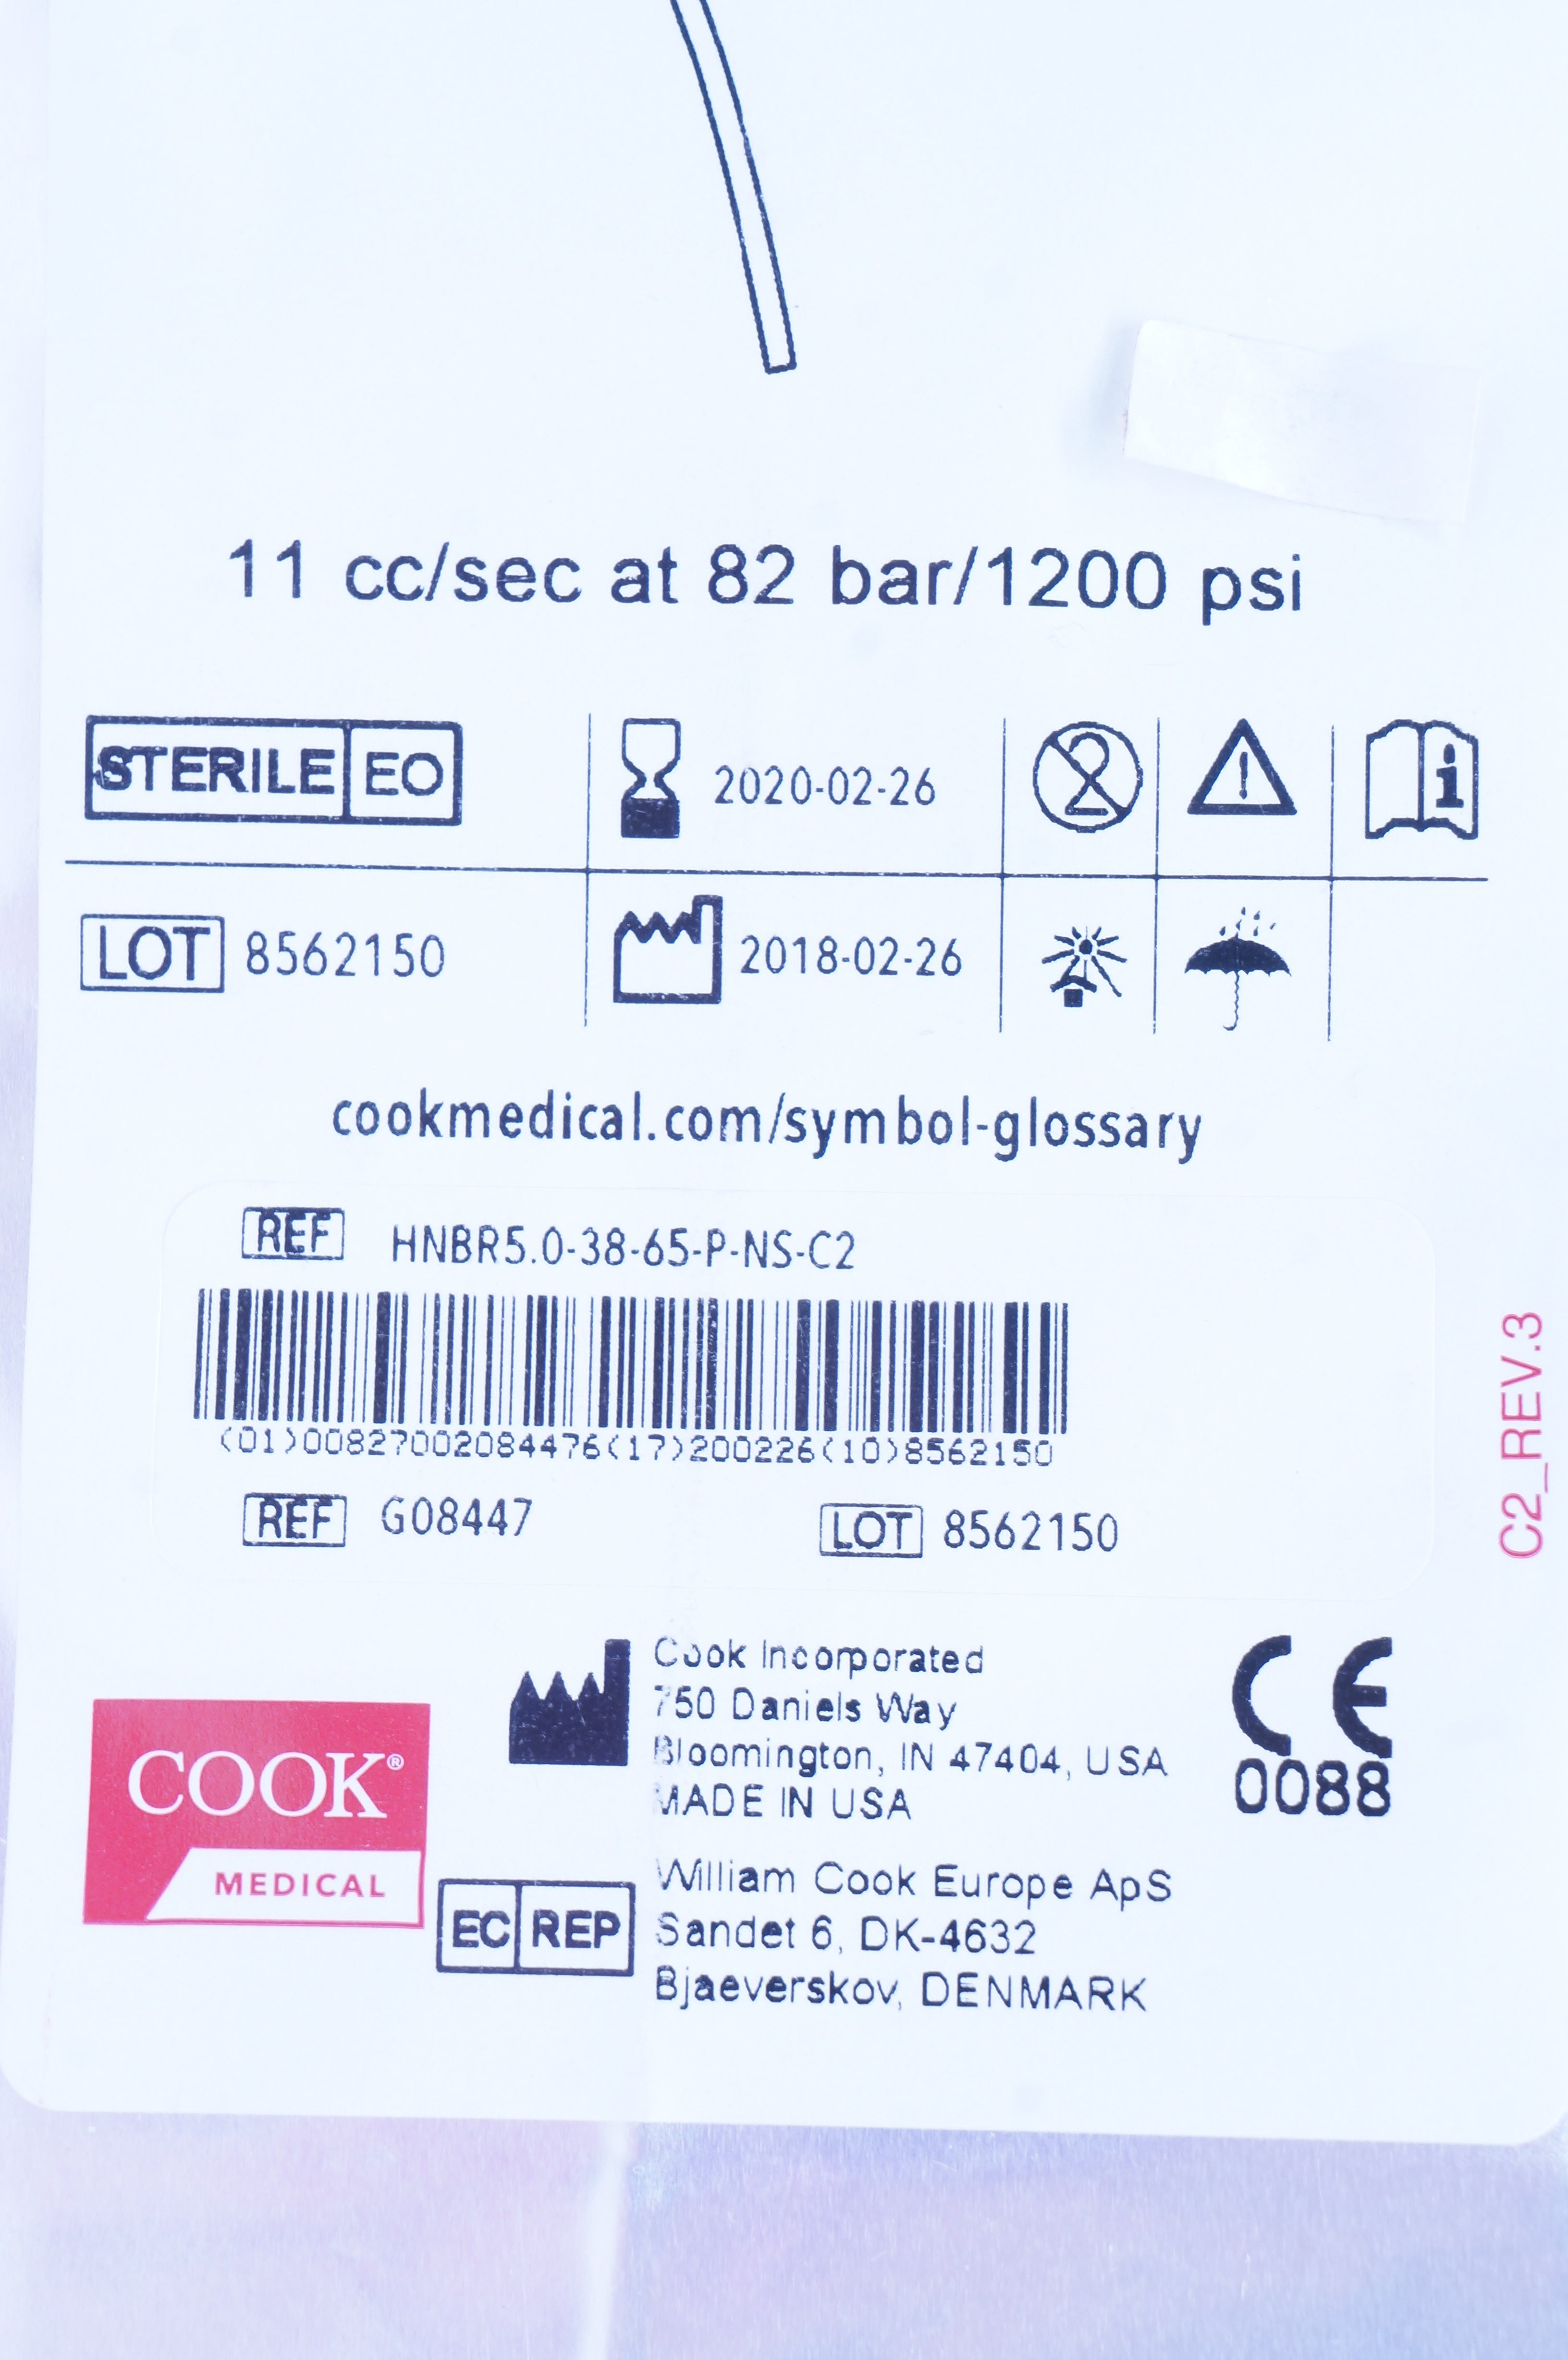 11 cc/sec at 82 bar/1200 psi
STERILE EO
2020-02-26
2
LOT 8562150
2018-02-26
cookmedical.com/symbol-glossary
REF HNBR5.0-38-65-P-NS-C2
(01)00827002084476(17)200226(10)8562150
REF G08447
LOT 8562150
C2_REV.3
Cook Incorporated
750 Daniels Way
Bloomington, IN 47404, USA
MADE IN USA
CE
0088
COOK®
MEDICAL
EC REP
William Cook Europe ApS
Sandet 6, DK-4632
Bjaeverskov, DENMARK